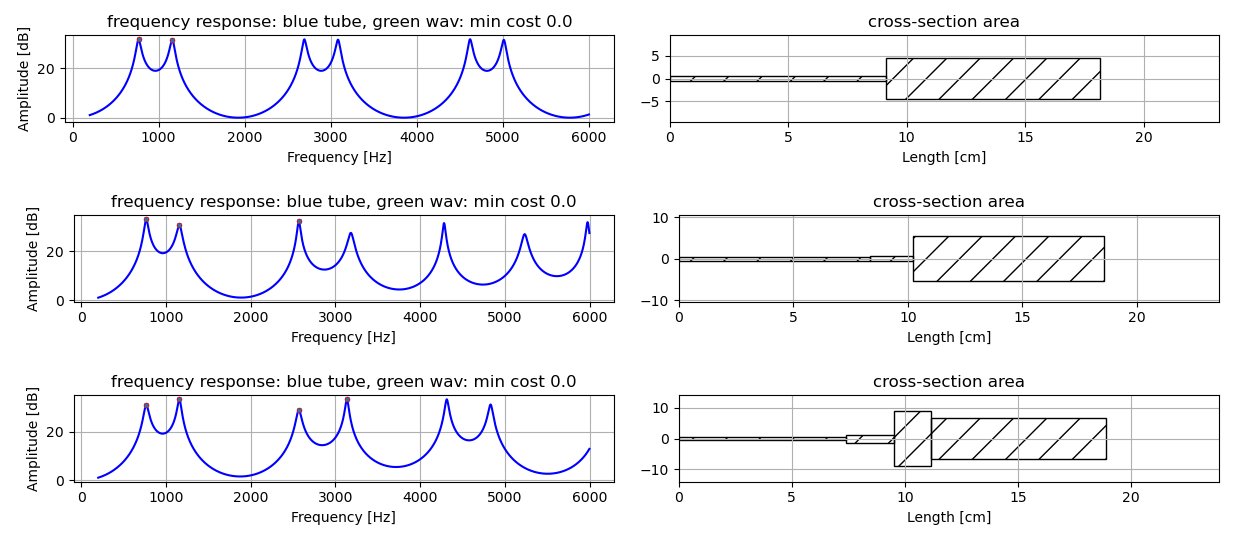 frequency response: blue tube, green wav: min cost 0.0
cross-section area
Amplitude [dB]
20
0
5
0
−5
0 1000 2000 3000 4000 5000 6000
0 5 10 15 20
Frequency [Hz]
Length [cm]
frequency response: blue tube, green wav: min cost 0.0
cross-section area
Amplitude [dB]
20
0
10
0
−10
0 1000 2000 3000 4000 5000 6000
0 5 10 15 20
Frequency [Hz]
Length [cm]
frequency response: blue tube, green wav: min cost 0.0
cross-section area
Amplitude [dB]
20
0
10
0
−10
0 1000 2000 3000 4000 5000 6000
0 5 10 15 20
Frequency [Hz]
Length [cm]